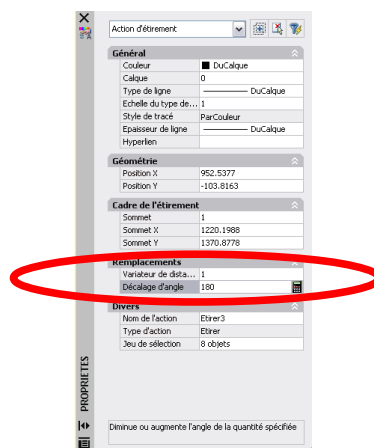 Action d'étirement
Général
Couleur DuCalque
Calque 0
Type de ligne DuCalque
Echelle du type de... 1
Style de tracé ParCouleur
Epaisseur de ligne DuCalque
Hyperlien
Géométrie
Position X 952.5377
Position Y -103.8163
Cadre de l'étirement
Sommet 1
Sommet X 1220.1988
Sommet Y 1370.8778
Remplacements
Variateur de dista... 1
Décalage d'angle 180
Divers
Nom de l'action Etirer3
Type d'action Etirer
Jeu de sélection 8 objets
PROPRIETES
Diminue ou augmente l'angle de la quantité spécifiée